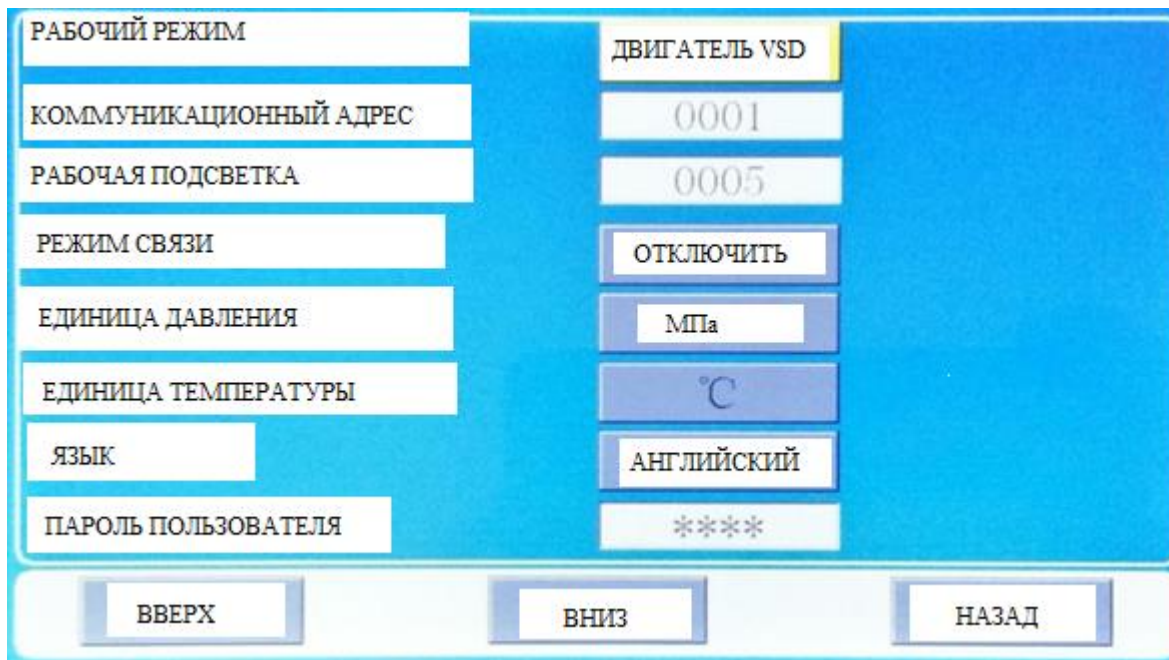 РАБОЧИЙ РЕЖИМ ДВИГАТЕЛЬ VSD
КОММУНИКАЦИОННЫЙ АДРЕС 0001
РАБОЧАЯ ПОДСВЕТКА 0005
РЕЖИМ СВЯЗИ ОТКЛЮЧИТЬ
ЕДИНИЦА ДАВЛЕНИЯ МПа
ЕДИНИЦА ТЕМПЕРАТУРЫ ℃
ЯЗЫК АНГЛИЙСКИЙ
ПАРОЛЬ ПОЛЬЗОВАТЕЛЯ ****
ВВЕРХ ВНИЗ НАЗАД